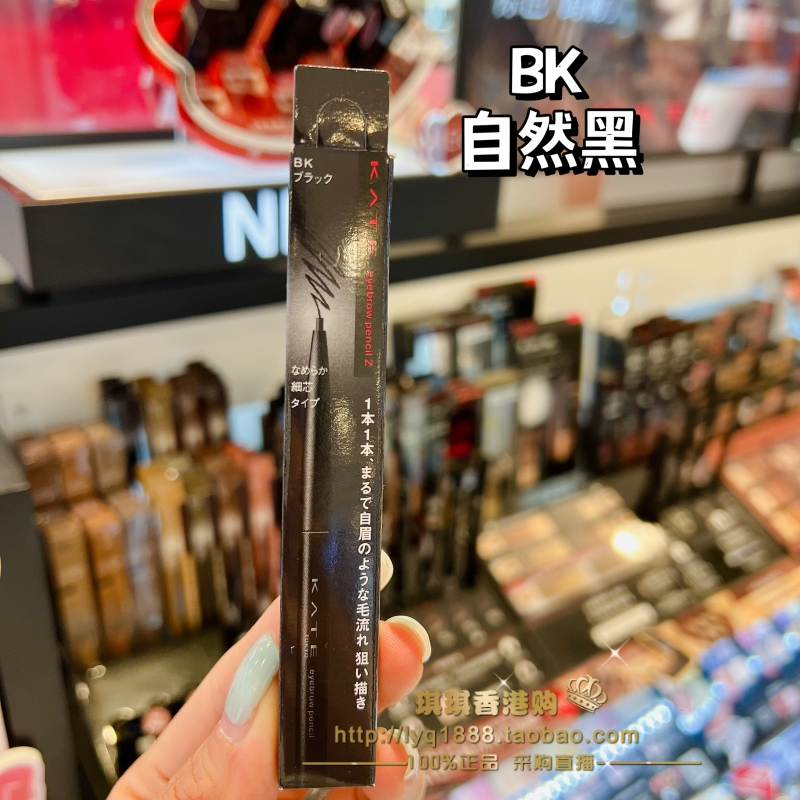 BK
自然黑
BK
ブラック
KATE
eyebrow pencil Z
なめらか
細芯
タイプ
1本1本、まるで自眉のような毛流れ 狙い描き
KATE
TOKYO
eyebrow pencil
琪琪香港购
http://lyq1888.taobao.com
100%正品 采购直播